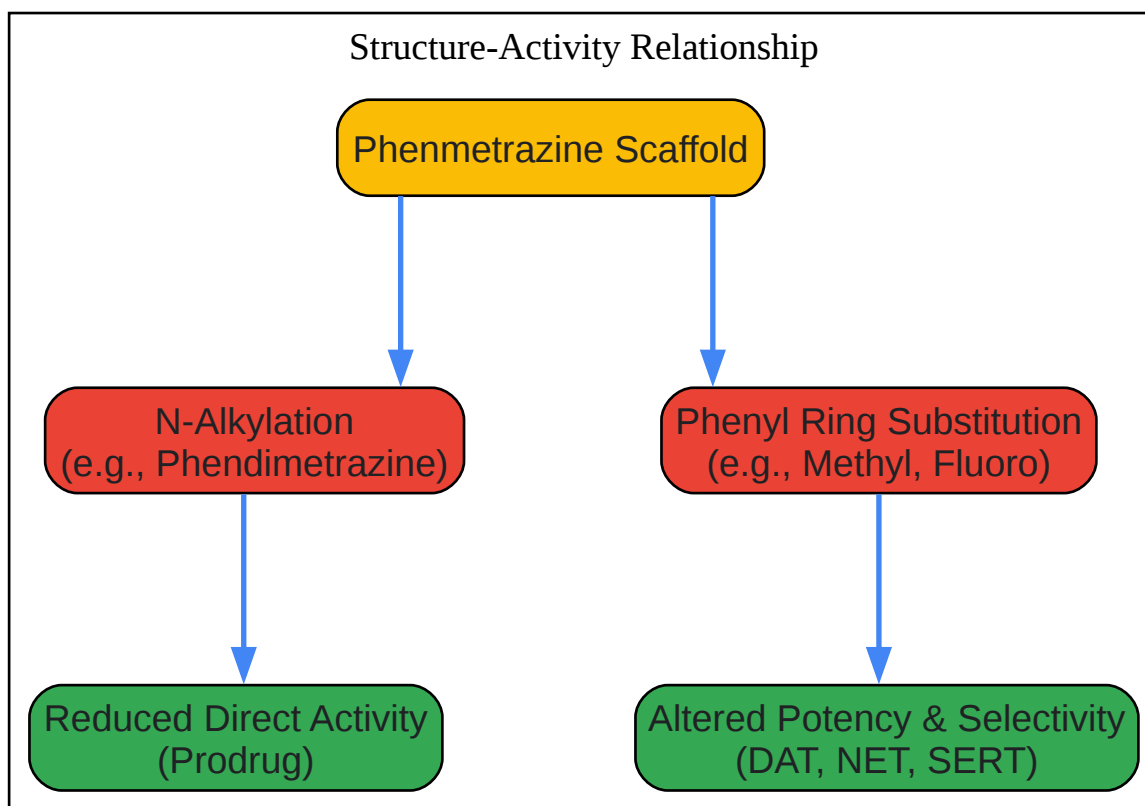 Structure-Activity Relationship
Phenmetrazine Scaffold
N-Alkylation
(e.g., Phendimetrazine)
Phenyl Ring Substitution
(e.g., Methyl, Fluoro)
Reduced Direct Activity
(Prodrug)
Altered Potency & Selectivity
(DAT, NET, SERT)